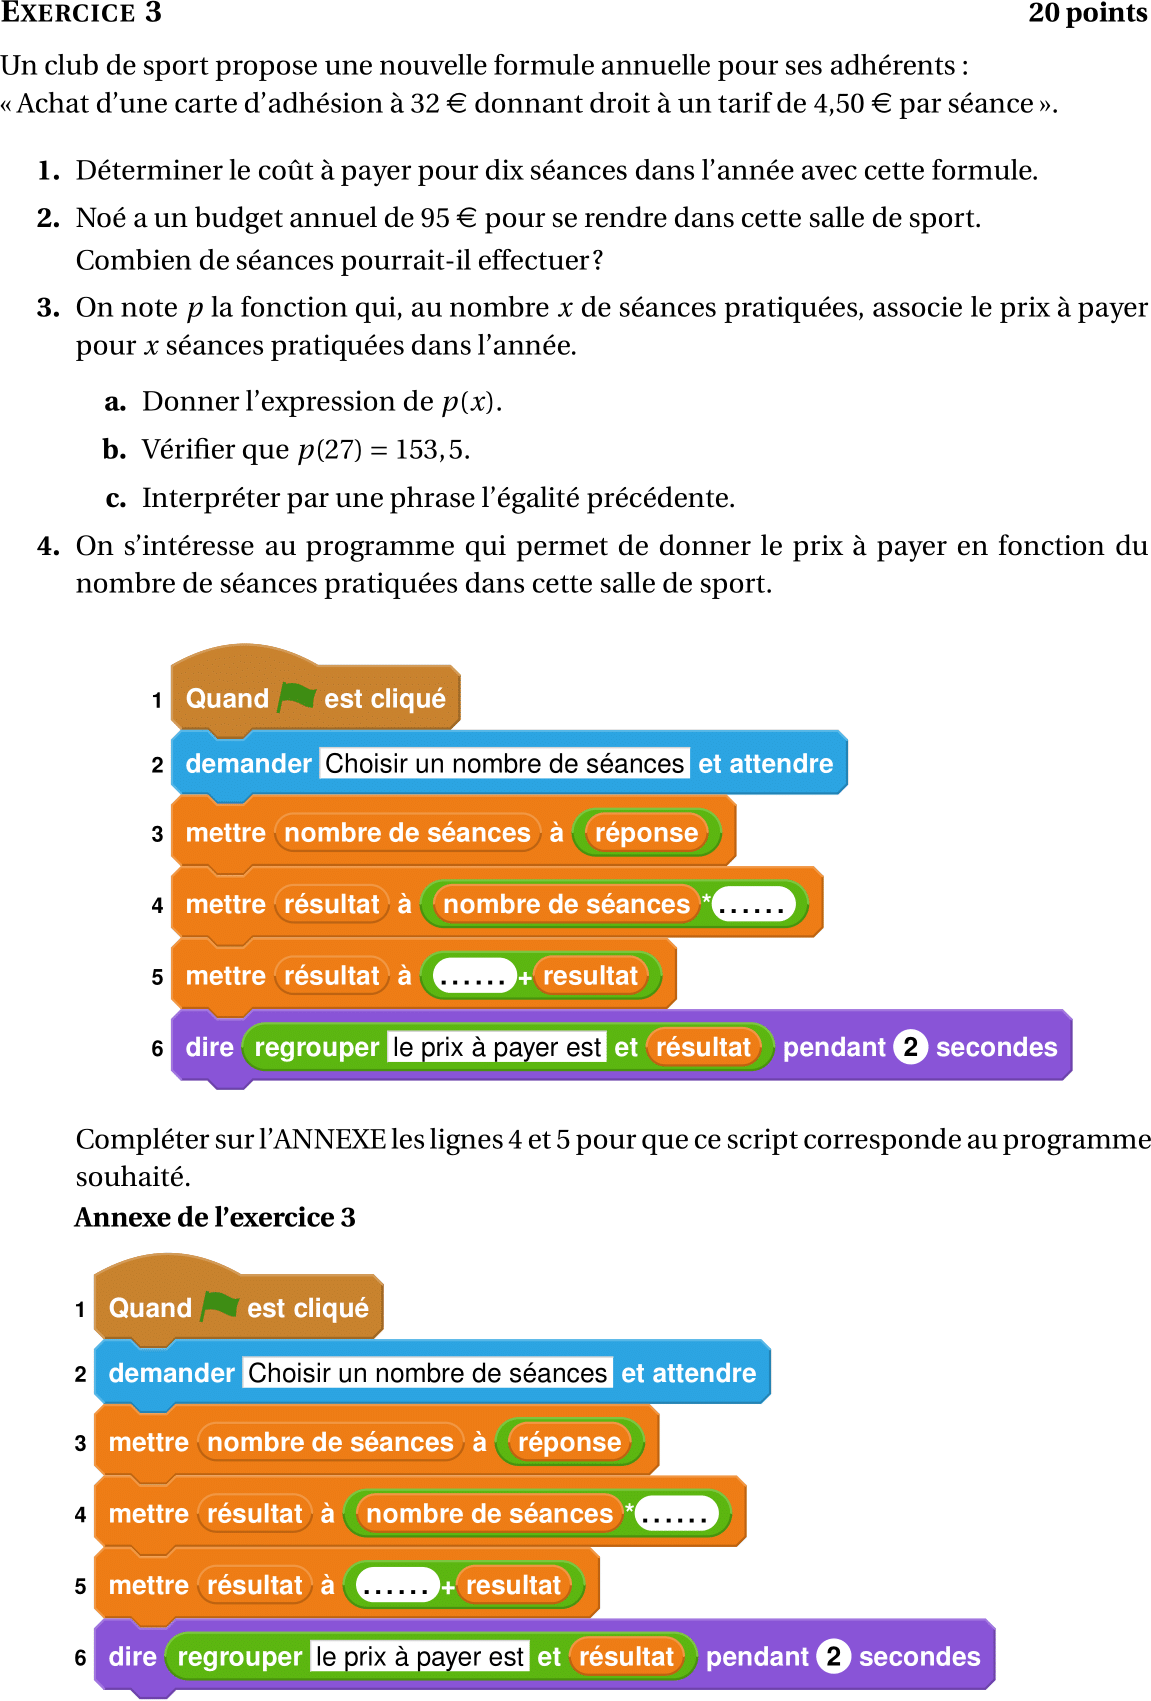 EXERCICE 3 20 points
Un club de sport propose une nouvelle formule annuelle pour ses adhérents :
« Achat d'une carte d'adhésion à 32 € donnant droit à un tarif de 4,50 € par séance ».
1. Déterminer le coût à payer pour dix séances dans l'année avec cette formule.
2. Noé a un budget annuel de 95 € pour se rendre dans cette salle de sport.
Combien de séances pourrait-il effectuer ?
3. On note p la fonction qui, au nombre x de séances pratiquées, associe le prix à payer
pour x séances pratiquées dans l'année.
a. Donner l'expression de p(x).
b. Vérifier que p(27) = 153,5.
c. Interpréter par une phrase l'égalité précédente.
4. On s'intéresse au programme qui permet de donner le prix à payer en fonction du
nombre de séances pratiquées dans cette salle de sport.
1 Quand est cliqué
2 demander Choisir un nombre de séances et attendre
3 mettre nombre de séances à réponse
4 mettre résultat à nombre de séances * ......
5 mettre résultat à ...... + resultat
6 dire regrouper le prix à payer est et résultat pendant 2 secondes
Compléter sur l'ANNEXE les lignes 4 et 5 pour que ce script corresponde au programme
souhaité.
Annexe de l'exercice 3
1 Quand est cliqué
2 demander Choisir un nombre de séances et attendre
3 mettre nombre de séances à réponse
4 mettre résultat à nombre de séances * ......
5 mettre résultat à ...... + resultat
6 dire regrouper le prix à payer est et résultat pendant 2 secondes